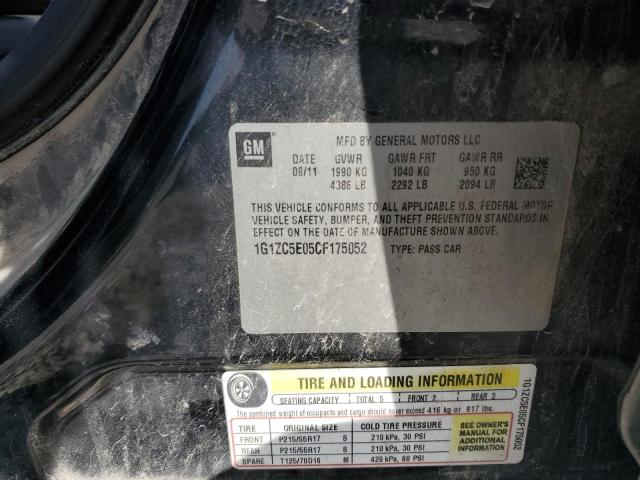 GM
MFD BY GENERAL MOTORS LLC
DATE GVWR GAWR FRT GAWR RR
09/11 1990 KG 1040 KG 950 KG
4386 LB 2292 LB 2094 LB
THIS VEHICLE CONFORMS TO ALL APPLICABLE U.S. FEDERAL MOTOR
VEHICLE SAFETY, BUMPER, AND THEFT PREVENTION STANDARDS IN
EFFECT ON THE DATE OF MANUFACTURE SHOWN ABOVE.
1G1ZC5E05CF175052 TYPE: PASS CAR
TIRE AND LOADING INFORMATION
SEATING CAPACITY TOTAL 5 FRONT 2 REAR 3
The combined weight of occupants and cargo should never exceed 416 kg or 917 lbs.
TIRE ORIGINAL SIZE COLD TIRE PRESSURE
FRONT P215/55R17 S 210 kPa, 30 PSI
REAR P215/55R17 S 210 kPa, 30 PSI
SPARE T125/70D16 M 420 kPa, 60 PSI
SEE OWNER'S
MANUAL FOR
ADDITIONAL
INFORMATION
1G1ZC5E05CF175052